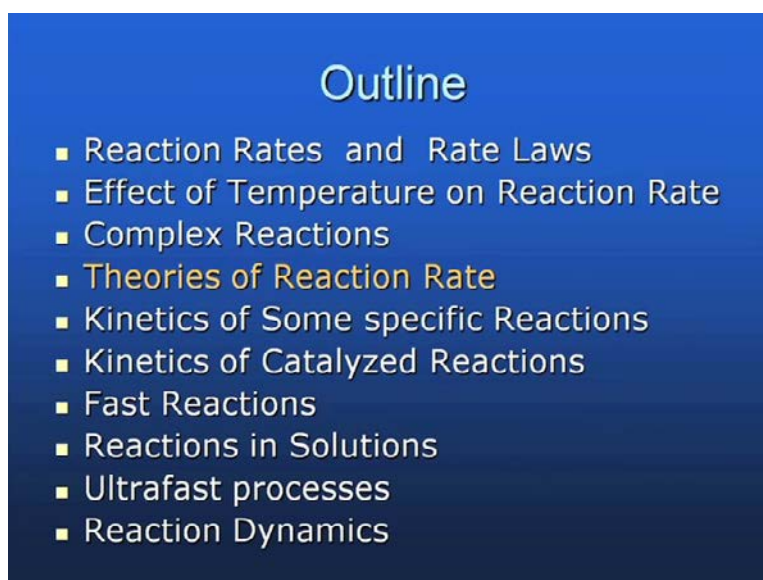 Outline
Reaction Rates and Rate Laws
Effect of Temperature on Reaction Rate
Complex Reactions
Theories of Reaction Rate
Kinetics of Some specific Reactions
Kinetics of Catalyzed Reactions
Fast Reactions
Reactions in Solutions
Ultrafast processes
Reaction Dynamics